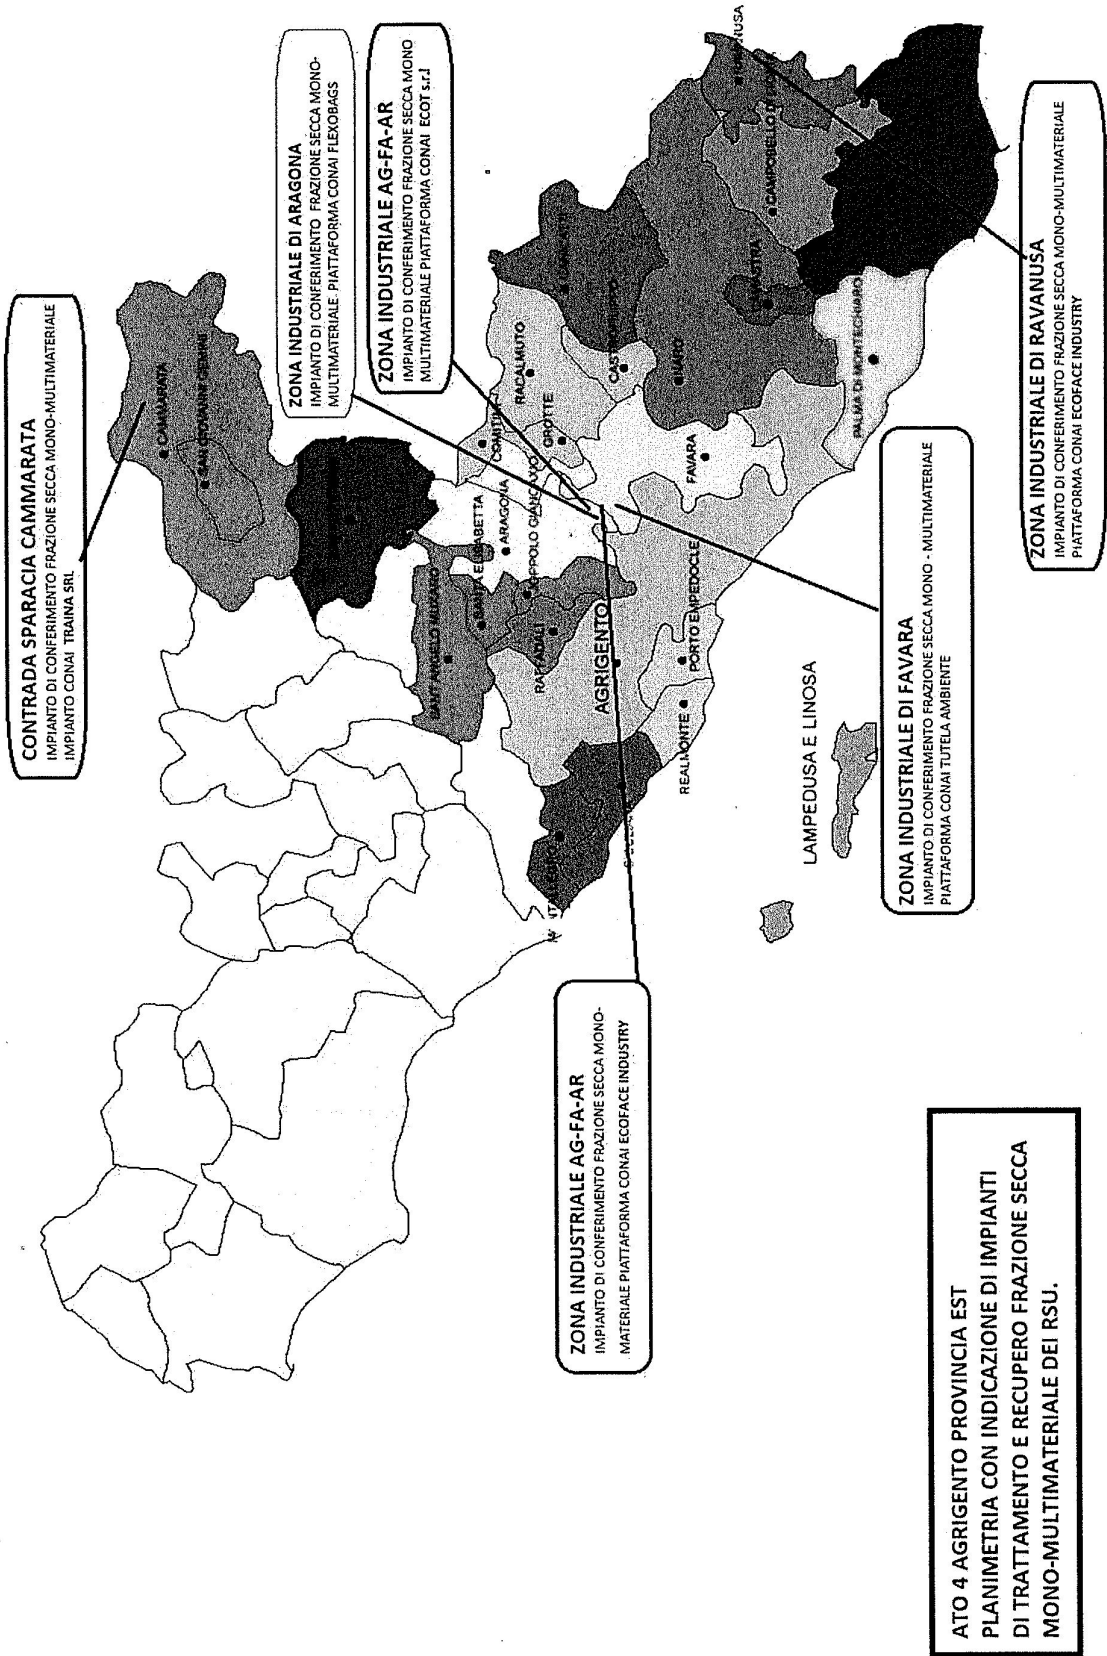 CONTRADA SPARACIA CAMMARATA
IMPIANTO DI CONFERIMENTO FRAZIONE SECCA MONO-MUTIMATERIALE
IMPIANTO CONAI TRAINA SRL
ZONA INDUSTRIALE DI ARAGONA
IMPIANTO DI CONFERIMENTO FRAZIONE SECCA MONO-
MULTIMATERIALE PIATTAFORMA CONAI FLEXOBAGS
ZONA INDUSTRIALE AG-FA-AR
IMPIANTO DI CONFERIMENTO FRAZIONE SECCA MONO
MULTIMATERIALE PIATTAFORMA CONAI ECOT s.r.l
CAMMARATA
SAN GIOVANNI GEMINI
RACALMUTO
COMITINI
GROTTE
CASTROFILIPPO
CANICATTI
NARO
CAMPOBELLO DI
LICATA
SANTA ELISABETTA
ARAGONA
SANT'ANGELO MUXARO
RAFFADALI
FAVARA
PALMA DI MONTECHIARO
AGRIGENTO
PORTO EMPEDOCLE
REALMONTE
LAMPEDUSA E LINOSA
ZONA INDUSTRIALE AG-FA-AR
IMPIANTO DI CONFERIMENTO FRAZIONE SECCA MONO-
MATERIALE PIATTAFORMA CONAI ECOFACE INDUSTRY
ZONA INDUSTRIALE DI FAVARA
IMPIANTO DI CONFERIMENTO FRAZIONE SECCA MONO - MULTIMATERIALE
PIATTAFORMA CONAI TUTELA AMBIENTE
ZONA INDUSTRIALE DI RAVANUSA
IMPIANTO DI CONFERIMENTO FRAZIONE SECCA MONO-MULTIMATERIALE
PIATTAFORMA CONAI ECOFACE INDUSTRY
ATO 4 AGRIGENTO PROVINCIA EST
PLANIMETRIA CON INDICAZIONE DI IMPIANTI
DI TRATTAMENTO E RECUPERO FRAZIONE SECCA
MONO-MULTIMATERIALE DEI RSU.